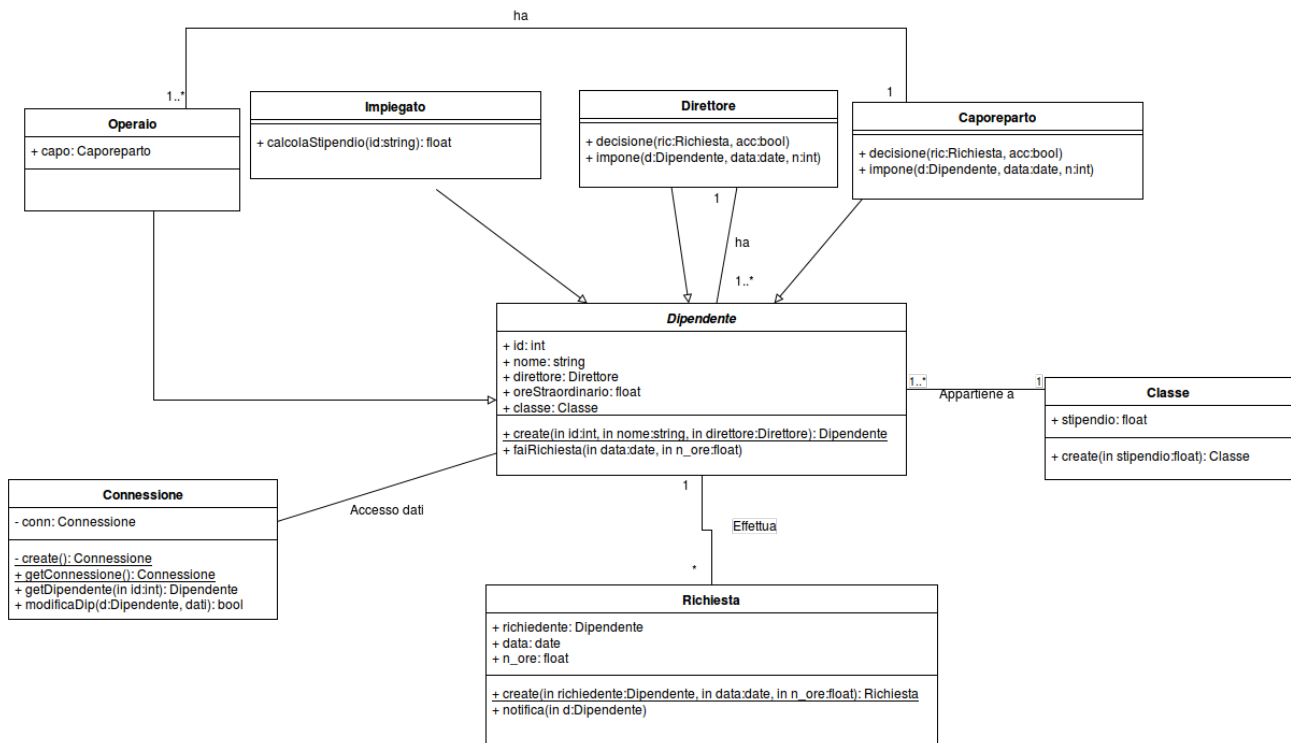 ha
1..*
1
Operaio
+ capo: Caporeparto
Impiegato
+ calcolaStipendio(id:string): float
Direttore
+ decisione(ric:Richiesta, acc:bool)
+ impone(d:Dipendente, data:date, n:int)
Caporeparto
+ decisione(ric:Richiesta, acc:bool)
+ impone(d:Dipendente, data:date, n:int)
1
ha
1..*
Dipendente
+ id: int
+ nome: string
+ direttore: Direttore
+ oreStraordinario: float
+ classe: Classe
+ create(in id:int, in nome:string, in direttore:Direttore): Dipendente
+ faiRichiesta(in data:date, in n_ore:float)
1..*
1
Appartiene a
Classe
+ stipendio: float
+ create(in stipendio:float): Classe
Connessione
- conn: Connessione
- create(): Connessione
+ getConnessione(): Connessione
+ getDipendente(in id:int): Dipendente
+ modificaDip(d:Dipendente, dati): bool
Accesso dati
1
Effettua
*
Richiesta
+ richiedente: Dipendente
+ data: date
+ n_ore: float
+ create(in richiedente:Dipendente, in data:date, in n_ore:float): Richiesta
+ notifica(in d:Dipendente)